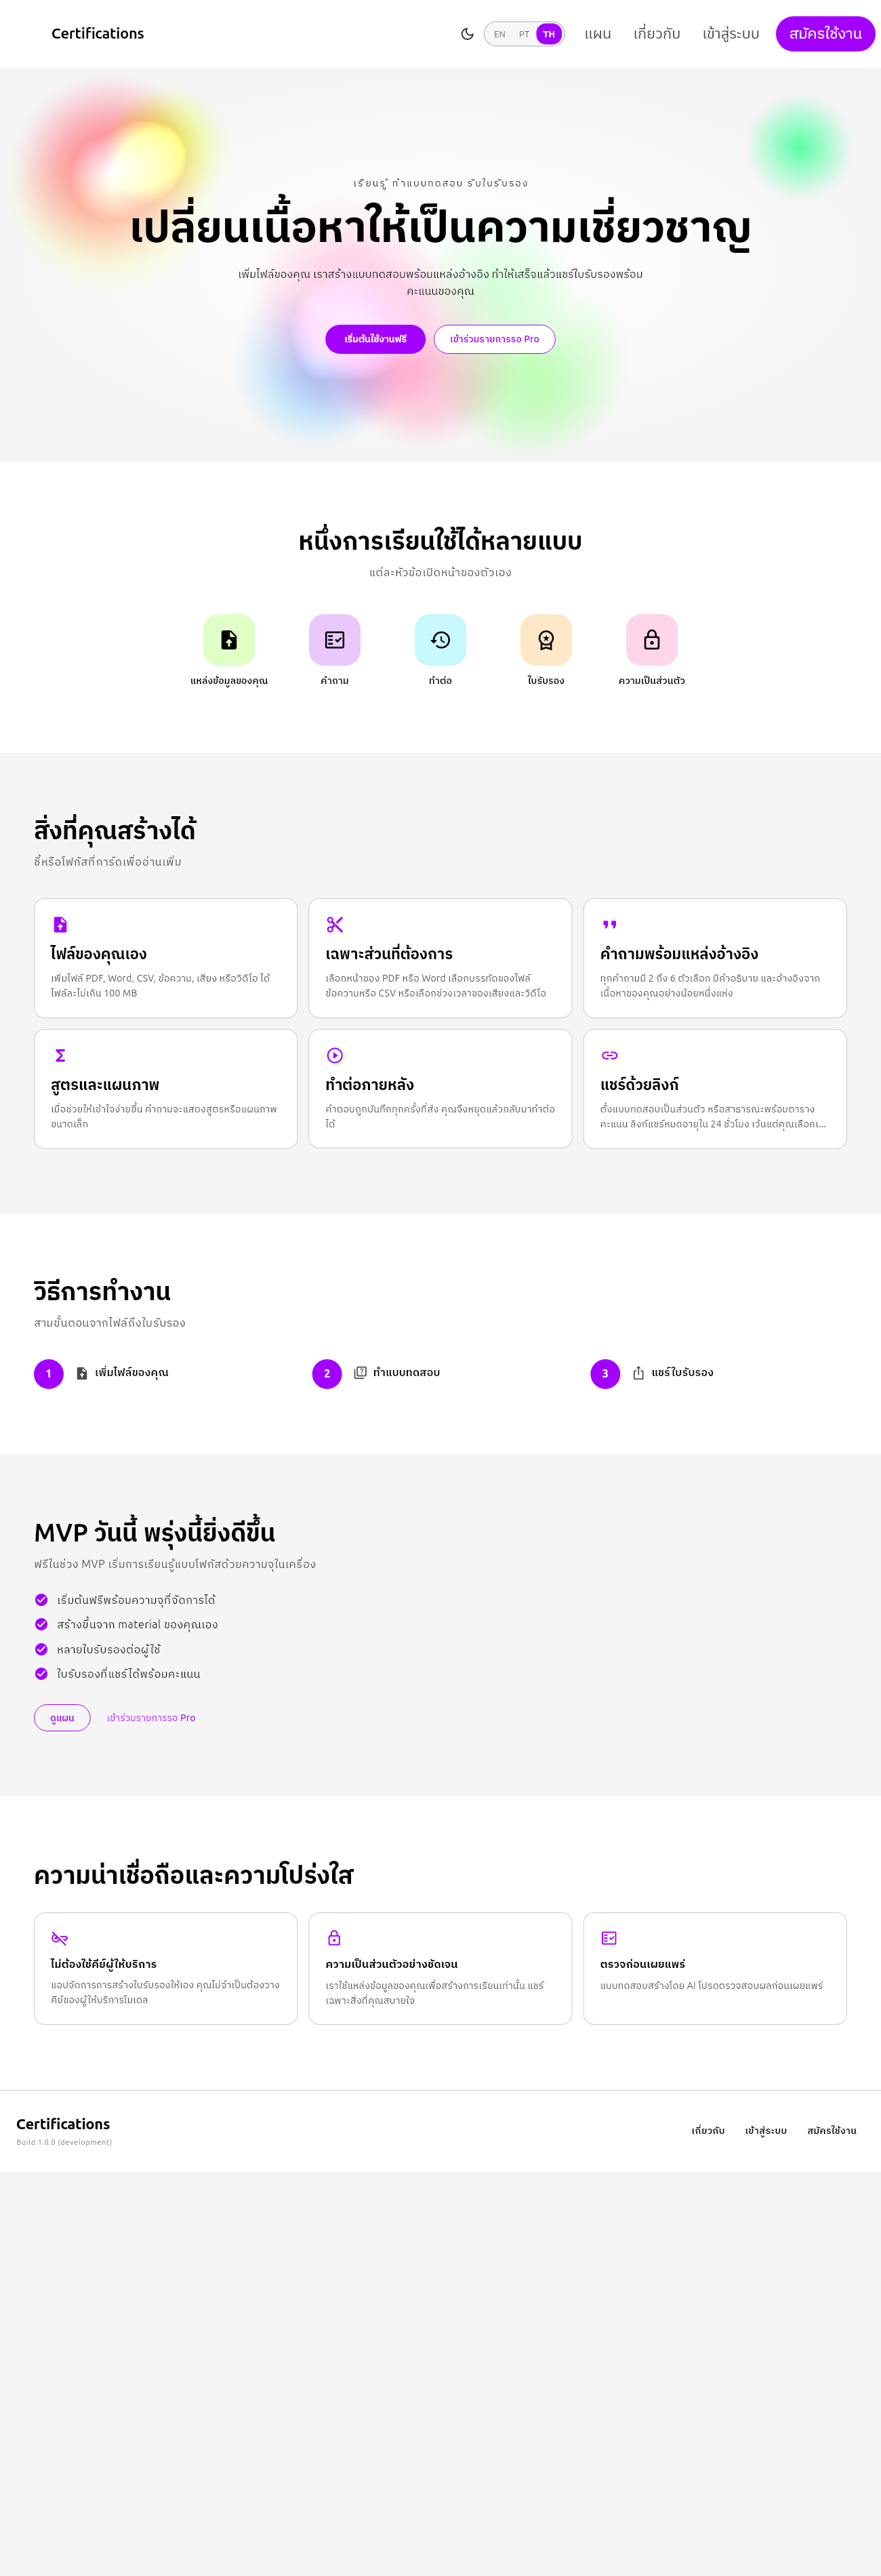 Certifications
EN PT TH
แผน
เกี่ยวกับ
เข้าสู่ระบบ
สมัครใช้งาน
เรียนรู้ ทำแบบทดสอบ รับใบรับรอง
เปลี่ยนเนื้อหาให้เป็นความเชี่ยวชาญ
เพิ่มไฟล์ของคุณ เราสร้างแบบทดสอบพร้อมแหล่งอ้างอิง ทำให้เสร็จแล้วแชร์ใบรับรองพร้อม
คะแนนของคุณ
เริ่มต้นใช้งานฟรี
เข้าร่วมรายการรอ Pro
หนึ่งการเรียนใช้ได้หลายแบบ
แต่ละหัวข้อเปิดหน้าของตัวเอง
แหล่งข้อมูลของคุณ
คำถาม
ทำต่อ
ใบรับรอง
ความเป็นส่วนตัว
สิ่งที่คุณสร้างได้
ชี้หรือโฟกัสที่การ์ดเพื่ออ่านเพิ่ม
ไฟล์ของคุณเอง
เพิ่มไฟล์ PDF, Word, CSV, ข้อความ, เสียง หรือวิดีโอ ได้
ไฟล์ละไม่เกิน 100 MB
เฉพาะส่วนที่ต้องการ
เลือกหน้าของ PDF หรือ Word เลือกบรรทัดของไฟล์
ข้อความหรือ CSV หรือเลือกช่วงเวลาของเสียงและวิดีโอ
คำถามพร้อมแหล่งอ้างอิง
ทุกคำถามมี 2 ถึง 6 ตัวเลือก มีคำอธิบาย และอ้างอิงจาก
เนื้อหาของคุณอย่างน้อยหนึ่งแห่ง
สูตรและแผนภาพ
เมื่อช่วยให้เข้าใจง่ายขึ้น คำถามจะแสดงสูตรหรือแผนภาพ
ขนาดเล็ก
ทำต่อภายหลัง
คำตอบถูกบันทึกทุกครั้งที่ส่ง คุณจึงหยุดแล้วกลับมาทำต่อ
ได้
แชร์ด้วยลิงก์
ตั้งแบบทดสอบเป็นส่วนตัว หรือสาธารณะพร้อมตาราง
คะแนน ลิงก์แชร์หมดอายุใน 24 ชั่วโมง เว้นแต่คุณเลือกเ...
วิธีการทำงาน
สามขั้นตอนจากไฟล์ถึงใบรับรอง
1 เพิ่มไฟล์ของคุณ
2 ทำแบบทดสอบ
3 แชร์ใบรับรอง
MVP วันนี้ พรุ่งนี้ยิ่งดีขึ้น
ฟรีในช่วง MVP เริ่มการเรียนรู้แบบโฟกัสด้วยความจุในเครื่อง
เริ่มต้นฟรีพร้อมความจุที่จัดการได้
สร้างขึ้นจาก material ของคุณเอง
หลายใบรับรองต่อผู้ใช้
ใบรับรองที่แชร์ได้พร้อมคะแนน
ดูแผน
เข้าร่วมรายการรอ Pro
ความน่าเชื่อถือและความโปร่งใส
ไม่ต้องใช้คีย์ผู้ให้บริการ
แอปจัดการการสร้างใบรับรองให้เอง คุณไม่จำเป็นต้องวาง
คีย์ของผู้ให้บริการโมเดล
ความเป็นส่วนตัวอย่างชัดเจน
เราใช้แหล่งข้อมูลของคุณเพื่อสร้างการเรียนเท่านั้น แชร์
เฉพาะสิ่งที่คุณสบายใจ
ตรวจก่อนเผยแพร่
แบบทดสอบสร้างโดย AI โปรดตรวจสอบผลก่อนเผยแพร่
Certifications
Build 1.0.0 (development)
เกี่ยวกับ
เข้าสู่ระบบ
สมัครใช้งาน